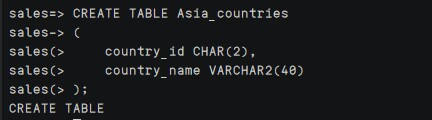 sales=> CREATE TABLE Asia_countries
sales-> (
sales(>     country_id CHAR(2),
sales(>     country_name VARCHAR2(40)
sales(> );
CREATE TABLE